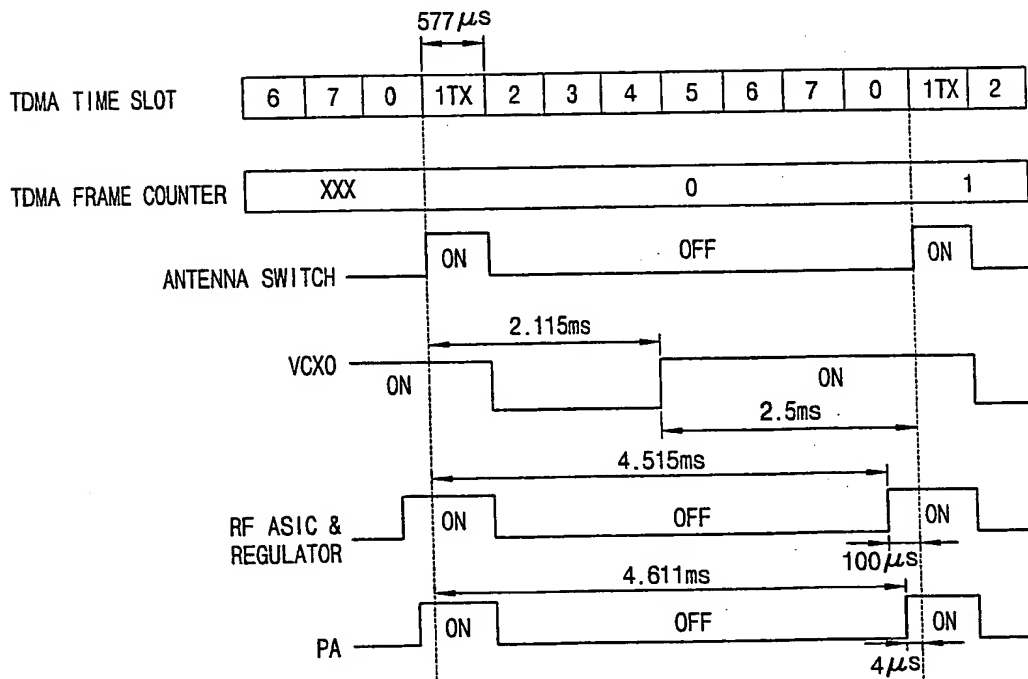 577μs
TDMA TIME SLOT 6 7 0 1TX 2 3 4 5 6 7 0 1TX 2
TDMA FRAME COUNTER XXX 0 1
ANTENNA SWITCH ON OFF ON
2.115ms
VCXO ON ON
2.5ms
4.515ms
RF ASIC & REGULATOR ON OFF ON
100μs
4.611ms
PA ON OFF ON
4μs